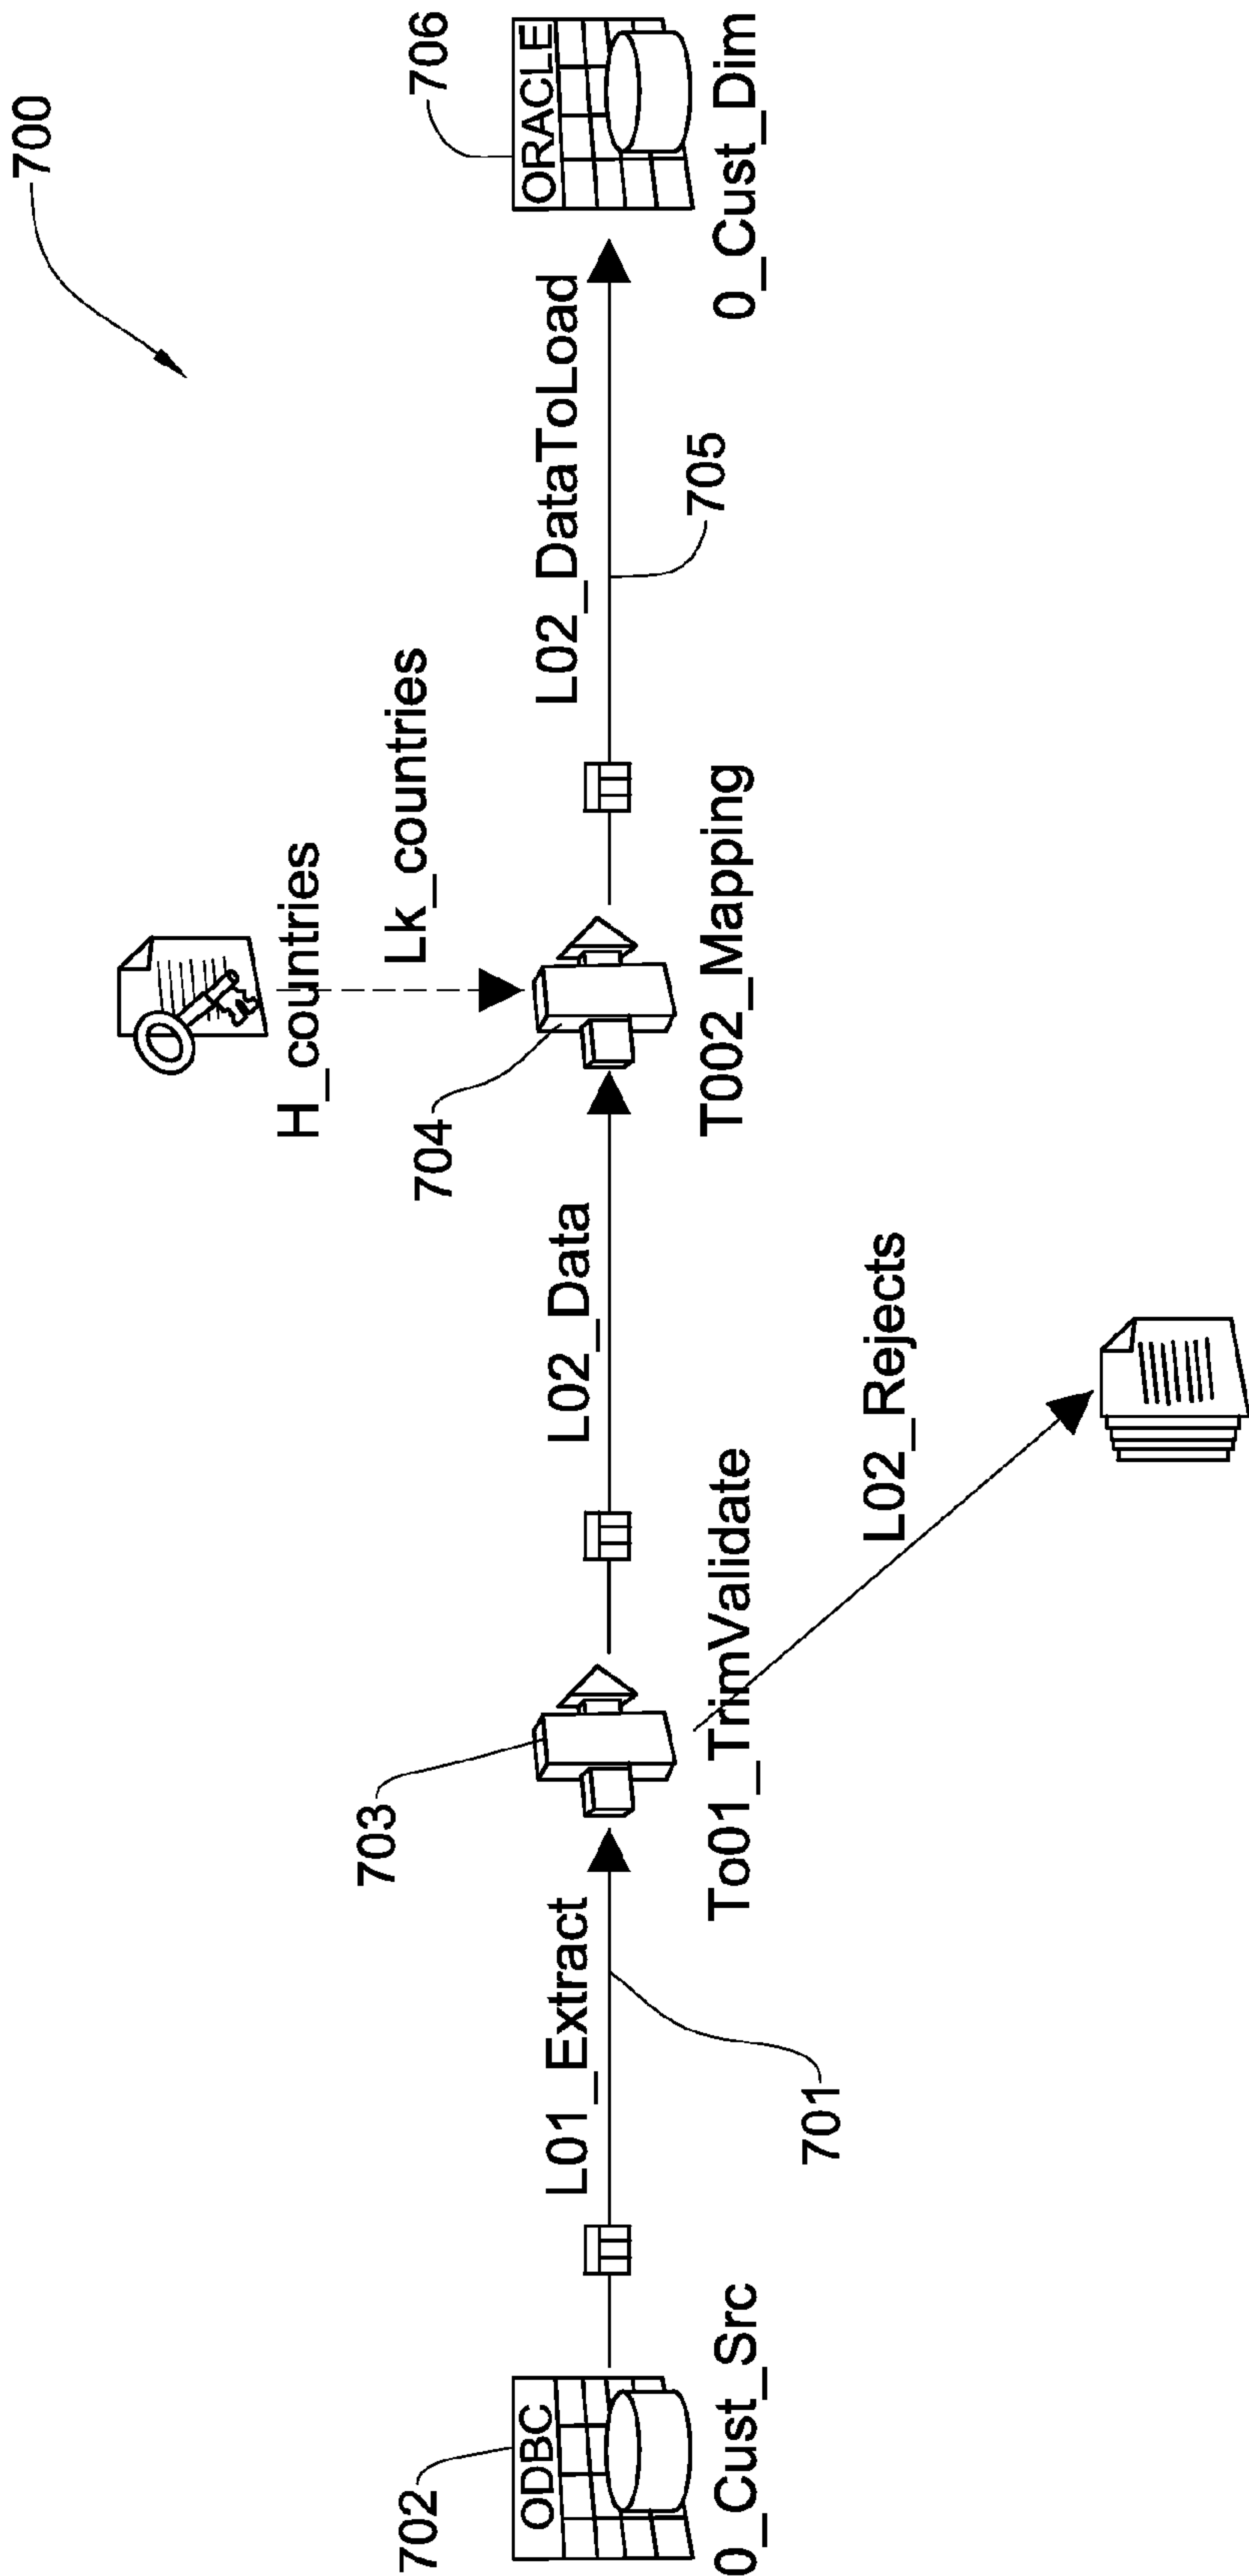 700
H_countries
Lk_countries
702
703
704
706
ODBC
L01_Extract
L02_Data
L02_DataToLoad
ORACLE
0_Cust_Src
701
To01_TrimValidate
T002_Mapping
705
0_Cust_Dim
L02_Rejects